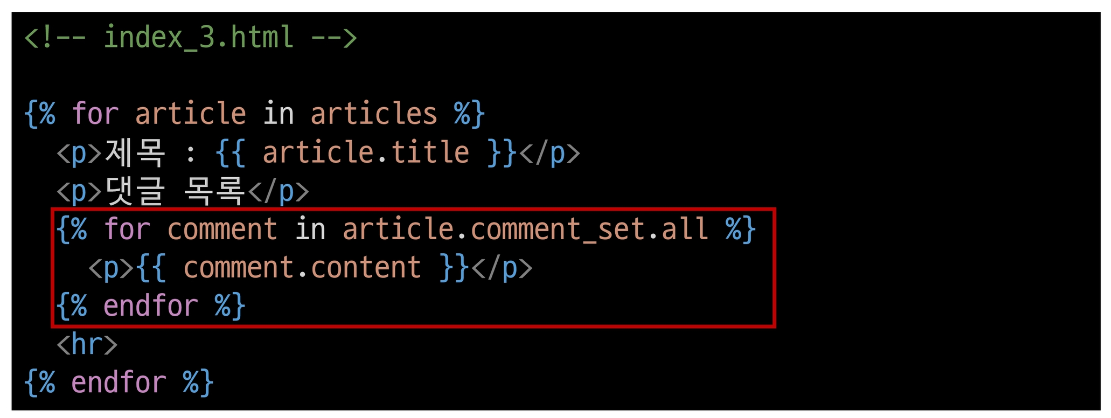 <!-- index_3.html -->
{% for article in articles %}
<p>제목 : {{ article.title }}</p>
<p>댓글 목록</p>
{% for comment in article.comment_set.all %}
<p>{{ comment.content }}</p>
{% endfor %}
<hr>
{% endfor %}